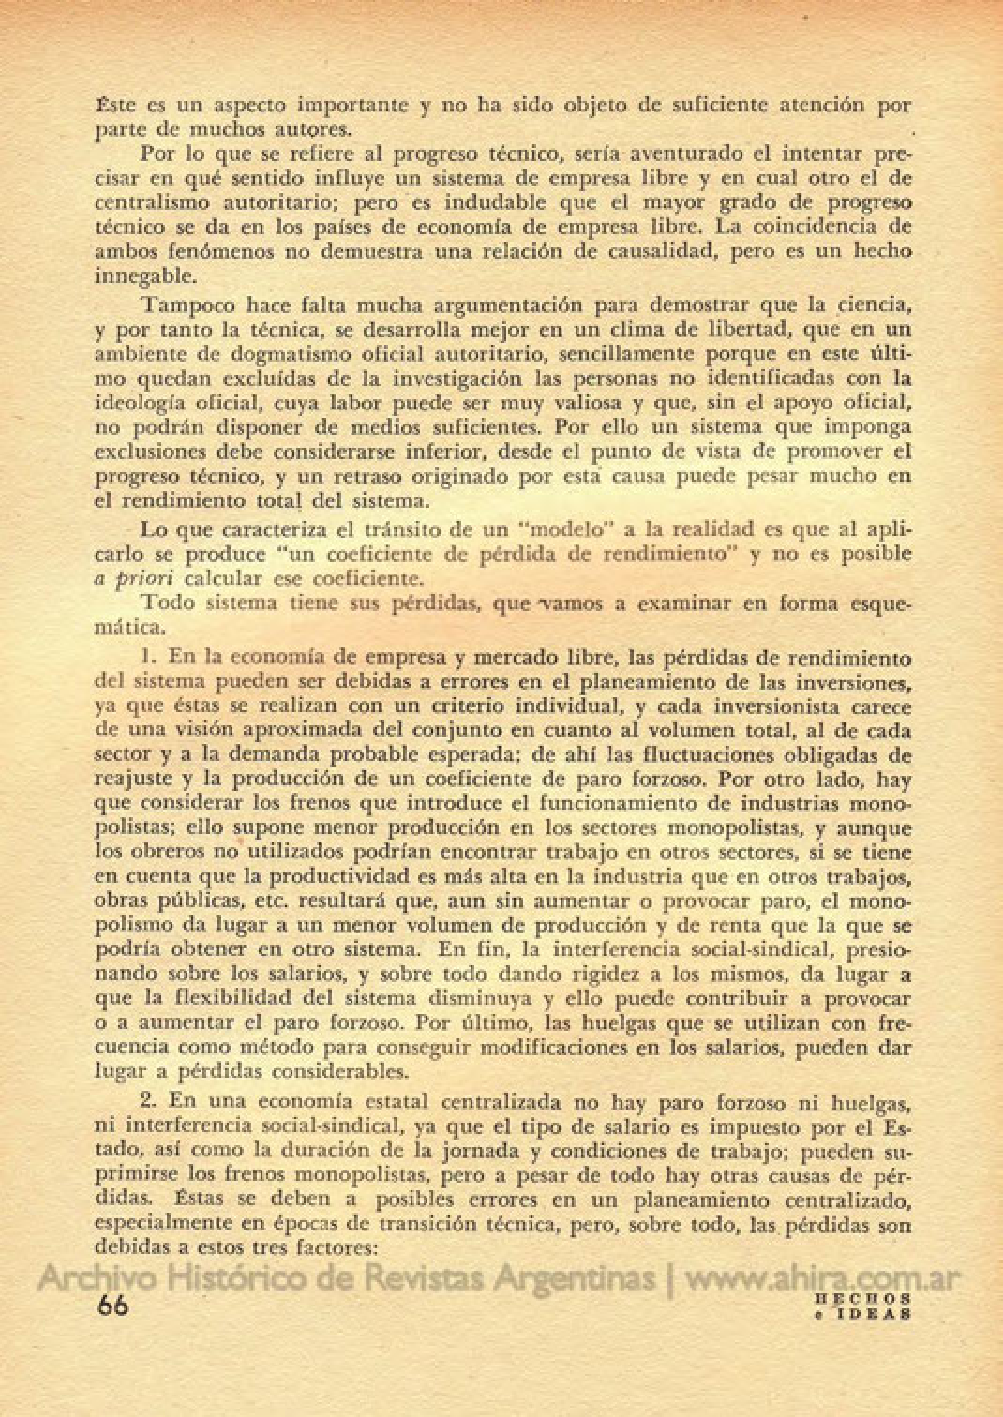 Éste es un aspecto importante y no ha sido objeto de suficiente atención por
parte de muchos autores.
Por lo que se refiere al progreso técnico, sería aventurado el intentar pre-
cisar en qué sentido influye un sistema de empresa libre y en cual otro el de
centralismo autoritario; pero es indudable que el mayor grado de progreso
técnico se da en los países de economía de empresa libre. La coincidencia de
ambos fenómenos no demuestra una relación de causalidad, pero es un hecho
innegable.
Tampoco hace falta mucha argumentación para demostrar que la ciencia,
y por tanto la técnica, se desarrolla mejor en un clima de libertad, que en un
ambiente de dogmatismo oficial autoritario, sencillamente porque en este últi-
mo quedan excluídas de la investigación las personas no identificadas con la
ideología oficial, cuya labor puede ser muy valiosa y que, sin el apoyo oficial,
no podrán disponer de medios suficientes. Por ello un sistema que imponga
exclusiones debe considerarse inferior, desde el punto de vista de promover el
progreso técnico, y un retraso originado por esta causa puede pesar mucho en
el rendimiento total del sistema.
Lo que caracteriza el tránsito de un "modelo" a la realidad es que al apli-
carlo se produce "un coeficiente de pérdida de rendimiento" y no es posible
a priori calcular ese coeficiente.
Todo sistema tiene sus pérdidas, que vamos a examinar en forma esque-
mática.
1. En la economía de empresa y mercado libre, las pérdidas de rendimiento
del sistema pueden ser debidas a errores en el planeamiento de las inversiones,
ya que éstas se realizan con un criterio individual, y cada inversionista carece
de una visión aproximada del conjunto en cuanto al volumen total, al de cada
sector y a la demanda probable esperada; de ahí las fluctuaciones obligadas de
reajuste y la producción de un coeficiente de paro forzoso. Por otro lado, hay
que considerar los frenos que introduce el funcionamiento de industrias mono-
polistas; ello supone menor producción en los sectores monopolistas, y aunque
los obreros no utilizados podrían encontrar trabajo en otros sectores, si se tiene
en cuenta que la productividad es más alta en la industria que en otros trabajos,
obras públicas, etc. resultará que, aun sin aumentar o provocar paro, el mono-
polismo da lugar a un menor volumen de producción y de renta que la que se
podría obtener en otro sistema. En fin, la interferencia social-sindical, presio-
nando sobre los salarios, y sobre todo dando rigidez a los mismos, da lugar a
que la flexibilidad del sistema disminuya y ello puede contribuir a provocar
o a aumentar el paro forzoso. Por último, las huelgas que se utilizan con fre-
cuencia como método para conseguir modificaciones en los salarios, pueden dar
lugar a pérdidas considerables.
2. En una economía estatal centralizada no hay paro forzoso ni huelgas,
ni interferencia social-sindical, ya que el tipo de salario es impuesto por el Es-
tado, así como la duración de la jornada y condiciones de trabajo; pueden su-
primirse los frenos monopolistas, pero a pesar de todo hay otras causas de pér-
didas. Éstas se deben a posibles errores en un planeamiento centralizado,
especialmente en épocas de transición técnica, pero, sobre todo, las pérdidas son
debidas a estos tres factores:
Archivo Histórico de Revistas Argentinas | www.ahira.com.ar
66
HECHOS
e IDEAS